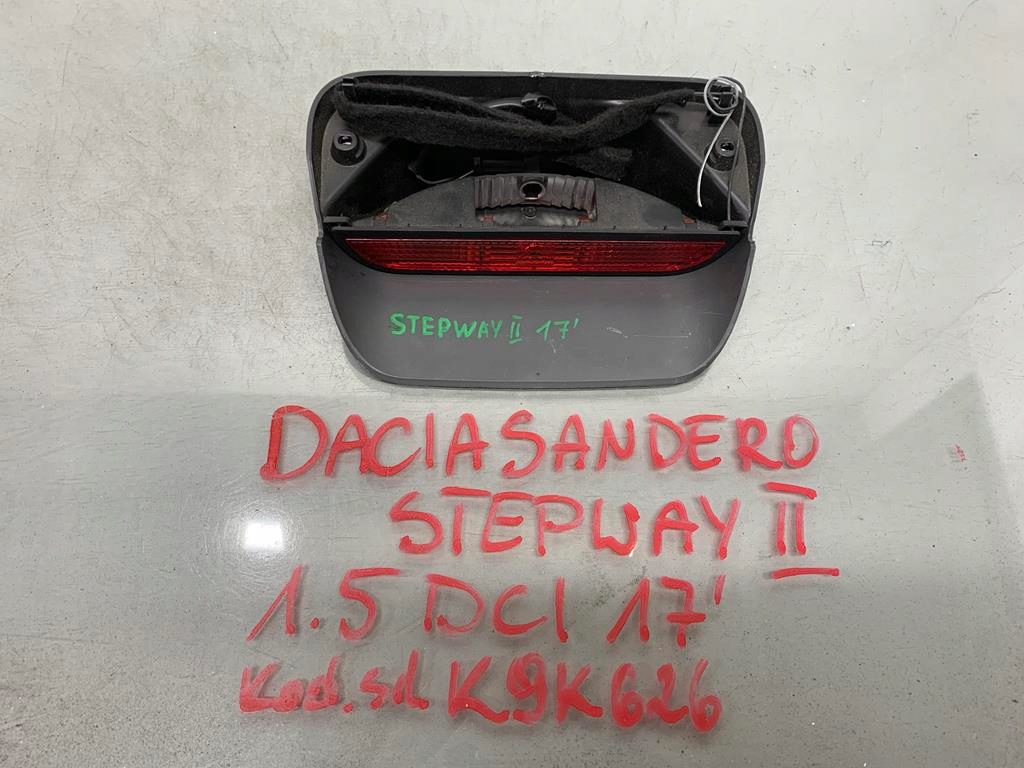 STEPWAY II 17'
DACIA SANDERO
STEPWAY II
1.5 DCI 17'
Kod.sd K9K626